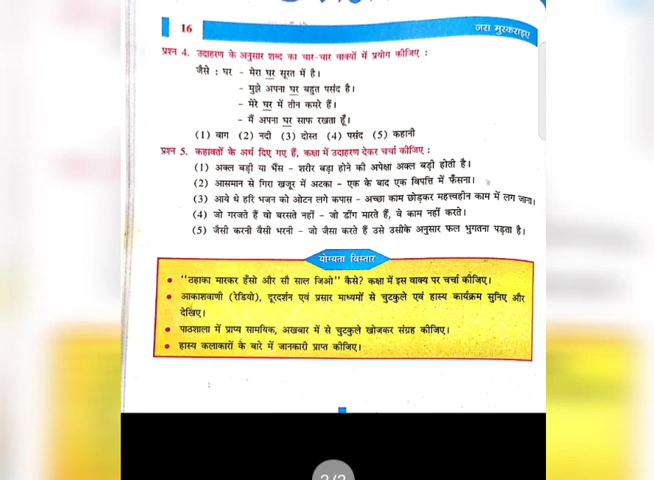 16
जरा मुस्कराइए
प्रश्न 4. उदाहरण के अनुसार शब्द का चार-चार वाक्यों में प्रयोग कीजिए :
जैसे : घर - मेरा घर सूरत में है।
- मुझे अपना घर बहुत पसंद है।
- मेरे घर में तीन कमरे हैं।
- मैं अपना घर साफ रखता हूँ।
(1) बाग (2) नदी (3) दोस्त (4) पसंद (5) कहानी
प्रश्न 5. कहावतों के अर्थ दिए गए हैं, कक्षा में उदाहरण देकर चर्चा कीजिए :
(1) अक्ल बड़ी या भैंस - शरीर बड़ा होने की अपेक्षा अक्ल बड़ी होती है।
(2) आसमान से गिरा खजूर में अटका - एक के बाद एक विपत्ति में फँसना।
(3) आये थे हरि भजन को ओटन लगे कपास - अच्छा काम छोड़कर महत्त्वहीन काम में लग जाना।
(4) जो गरजते हैं वो बरसते नहीं - जो डींग मारते हैं, वे काम नहीं करते।
(5) जैसी करनी वैसी भरनी - जो जैसा करते हैं उसे उसीके अनुसार फल भुगतना पड़ता है।
योग्यता विस्तार
• "ठहाका मारकर हँसो और सौ साल जिओ" कैसे? कक्षा में इस वाक्य पर चर्चा कीजिए।
• आकाशवाणी (रेडियो), दूरदर्शन एवं प्रसार माध्यमों से चुटकुले एवं हास्य कार्यक्रम सुनिए और
देखिए।
• पाठशाला में प्राप्य सामयिक, अखबार में से चुटकुले खोजकर संग्रह कीजिए।
• हास्य कलाकारों के बारे में जानकारी प्राप्त कीजिए।